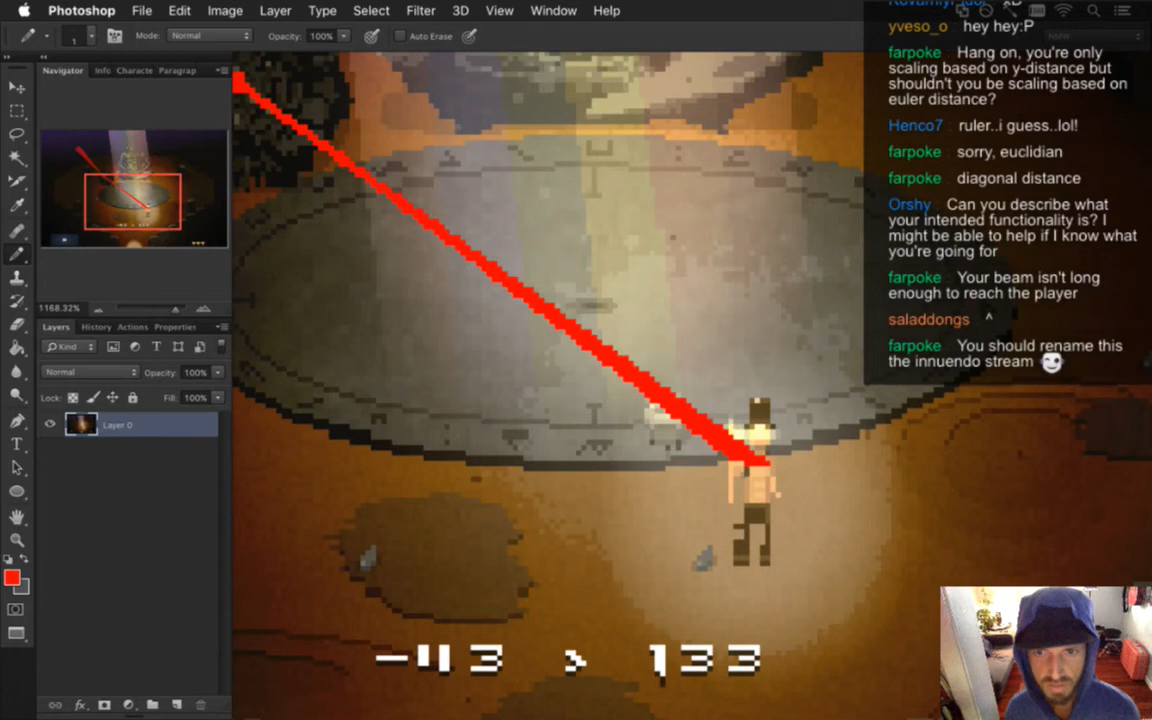 Photoshop File Edit Image Layer Type Select Filter 3D View Window Help
1 Mode: Normal Opacity: 100% Auto Erase
Navigator Info Characte Paragrap
1168.32%
Layers History Actions Properties
Kind
Normal Opacity: 100%
Lock: Fill: 100%
Layer 0
fx
yveso_o hey hey:P
farpoke Hang on, you're only
scaling based on y-distance but
shouldn't you be scaling based on
euler distance?
Henco7 ruler..i guess..lol!
farpoke sorry, euclidian
farpoke diagonal distance
Orshy Can you describe what
your intended functionality is? I
might be able to help if I know what
you're going for
farpoke Your beam isn't long
enough to reach the player
saladdongs ^
farpoke You should rename this
the innuendo stream
-43 > 133